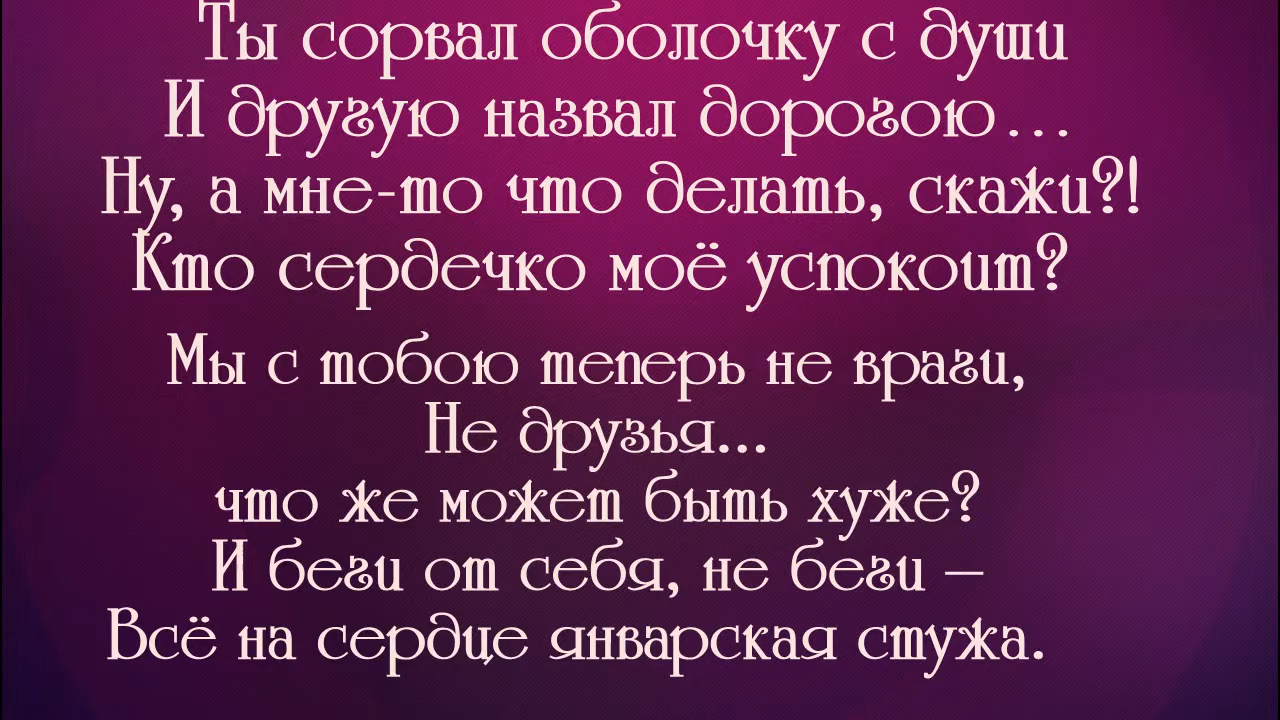 Ты сорвал оболочку с души
И другую назвал дорогою...
Ну, а мне-то что делать, скажи?!
Кто сердечко моё успокоит?
Мы с тобою теперь не враги,
Не друзья...
что же может быть хуже?
И беги от себя, не беги –
Всё на сердце январская стужа.